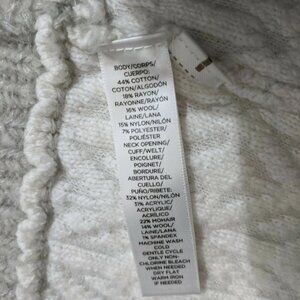 BODY/CORPS/
CUERPO:
44% COTTON/
COTON/ALGODÓN
18% RAYON/
RAYONNE/RAYÓN
16% WOOL/
LAINE/LANA
15% NYLON/NILÓN
7% POLYESTER/
POLIÉSTER
NECK OPENING/
CUFF/WELT/
ENCOLURE/
POIGNET/
BORDURE/
ABERTURA DEL
CUELLO/
PUÑO/RIBETE:
32% NYLON/NILÓN
31% ACRYLIC/
ACRYLIQUE/
ACRÍLICO
22% MOHAIR
14% WOOL/
LAINE/LANA
1% SPANDEX
MACHINE WASH
COLD
GENTLE CYCLE
ONLY NON-
CHLORINE BLEACH
WHEN NEEDED
DRY FLAT
WARM IRON
IF NEEDED